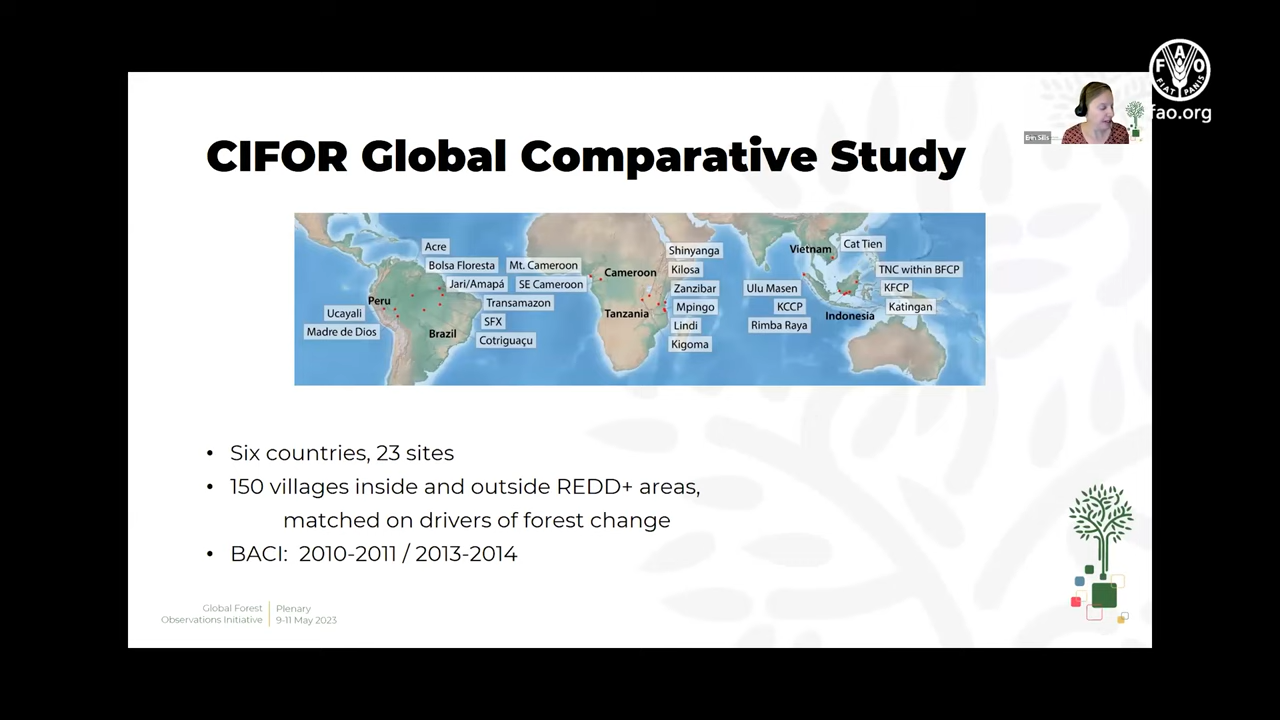 FAO
FIAT PANIS
fao.org
Erin Sills
CIFOR Global Comparative Study
Acre
Bolsa Floresta
Jari/Amapá
Transamazon
SFX
Cotriguaçu
Peru
Ucayali
Madre de Dios
Brazil
Mt. Cameroon
SE Cameroon
Cameroon
Tanzania
Shinyanga
Kilosa
Zanzibar
Mpingo
Lindi
Kigoma
Vietnam
Cat Tien
Ulu Masen
KCCP
Rimba Raya
Indonesia
TNC within BFCP
KFCP
Katingan
• Six countries, 23 sites
• 150 villages inside and outside REDD+ areas,
matched on drivers of forest change
• BACI: 2010-2011 / 2013-2014
Global Forest
Observations Initiative
Plenary
9-11 May 2023